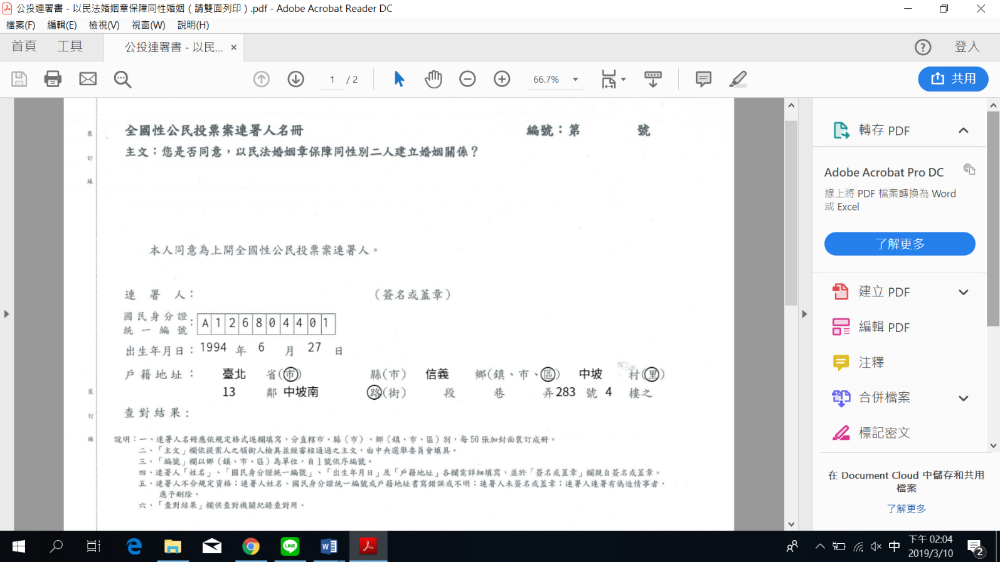 公投連署書 - 以民法婚姻章保障同性婚姻（請雙面列印）.pdf - Adobe Acrobat Reader DC
檔案(F) 編輯(E) 檢視(V) 視窗(W) 說明(H)
首頁 工具 公投連署書 - 以民... × 登入
1 / 2 66.7% 共用
全國性公民投票案連署人名冊 編號：第 號
主文：您是否同意，以民法婚姻章保障同性別二人建立婚姻關係？
裝
訂
線
本人同意為上開全國性公民投票案連署人。
連署人： （簽名或蓋章）
國民身分證
統一編號：A126804401
出生年月日：1994 年 6 月 27 日
戶籍地址： 臺北 省(市) 縣(市) 信義 鄉(鎮、市、區) 中坡 村(里)
13 鄰 中坡南 路(街) 段 巷 弄 283 號 4 樓之
查對結果：
裝
訂
線
說明：一、連署人名冊應依規定格式逐欄填寫，分直轄市、縣（市）、鄉（鎮、市、區）別，每50張加封面裝訂成冊。
二、「主文」欄依提案人之領銜人檢具並經審核通過之主文，由中央選舉委員會填具。
三、「編號」欄以鄉（鎮、市、區）為單位，自1號依序編號。
四、連署人「姓名」、「國民身分證統一編號」、「出生年月日」及「戶籍地址」各欄需詳細填寫，並於「簽名或蓋章」欄親自簽名或蓋章。
五、連署人不合規定資格；連署人姓名、國民身分證統一編號或戶籍地址書寫錯誤或不明；連署人未簽名或蓋章；連署人連署有偽造情事者，
應予刪除。
六、「查對結果」欄供查對機關紀錄查對用。
轉存 PDF
Adobe Acrobat Pro DC
線上將 PDF 檔案轉換為 Word
或 Excel
了解更多
建立 PDF
編輯 PDF
注釋
合併檔案
標記密文
在 Document Cloud 中儲存和共用
檔案
了解更多
LINE
中
下午 02:04
2019/3/10
2